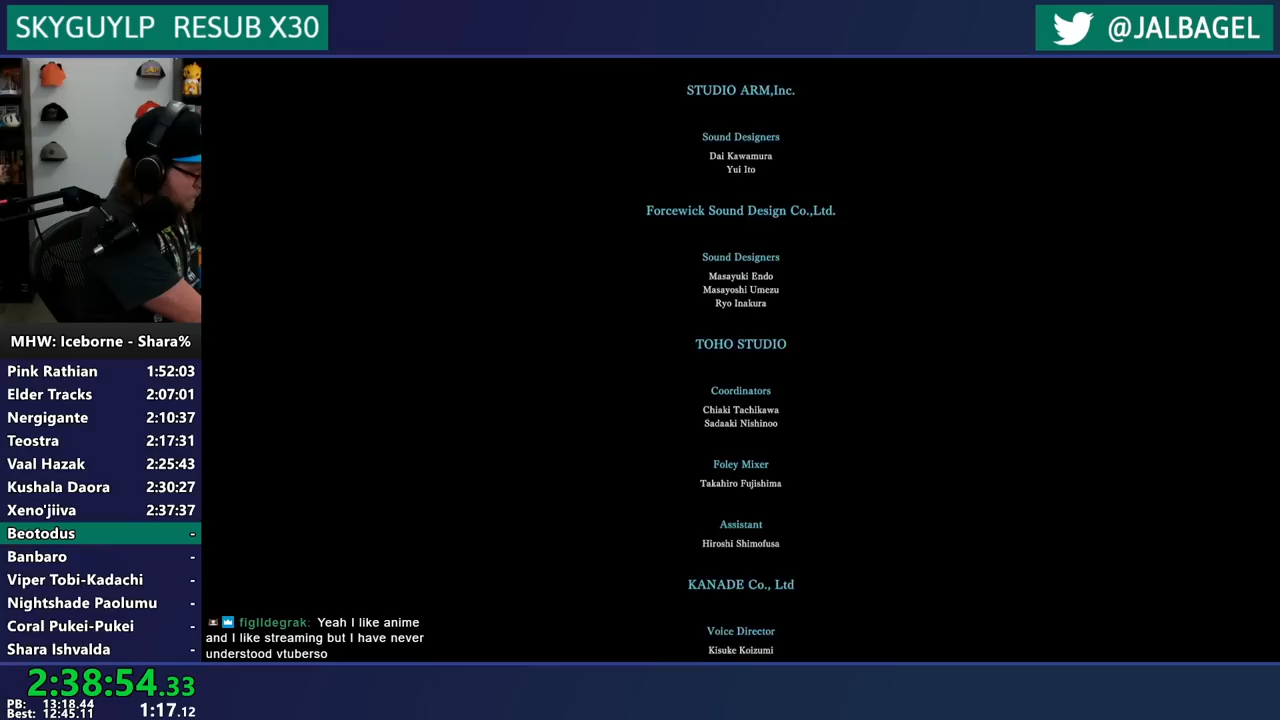 SKYGUYLP RESUB X30
@JALBAGEL
STUDIO ARM,Inc.
Sound Designers
Dai Kawamura
Yui Ito
Forcewick Sound Design Co.,Ltd.
Sound Designers
Masayuki Endo
Masayoshi Umezu
Ryo Inakura
TOHO STUDIO
Coordinators
Chiaki Tachikawa
Sadaaki Nishinoo
Foley Mixer
Takahiro Fujishima
Assistant
Hiroshi Shimofusa
KANADE Co., Ltd
Voice Director
Kisuke Koizumi
MHW: Iceborne - Shara%
Pink Rathian 1:52:03
Elder Tracks 2:07:01
Nergigante 2:10:37
Teostra 2:17:31
Vaal Hazak 2:25:43
Kushala Daora 2:30:27
Xeno'jiiva 2:37:37
Beotodus -
Banbaro -
Viper Tobi-Kadachi -
Nightshade Paolumu -
Coral Pukei-Pukei -
Shara Ishvalda -
2:38:54.33
PB: 13:18.44
Best: 12:45.11 1:17.12
figlldegrak: Yeah I like anime
and I like streaming but I have never
understood vtuberso